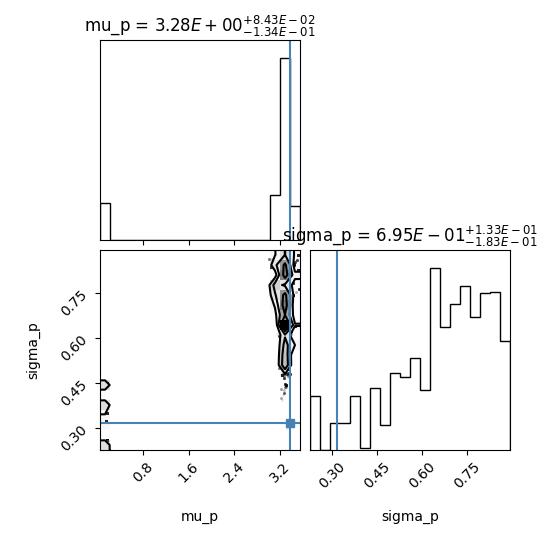 mu_p = 3.28E + 00+8.43E−02 −1.34E−01
sigma_p = 6.95E − 01+1.33E−01 −1.83E−01
0.75
0.60
0.45
0.30
sigma_p
0.8 1.6 2.4 3.2
0.30 0.45 0.60 0.75
mu_p
sigma_p